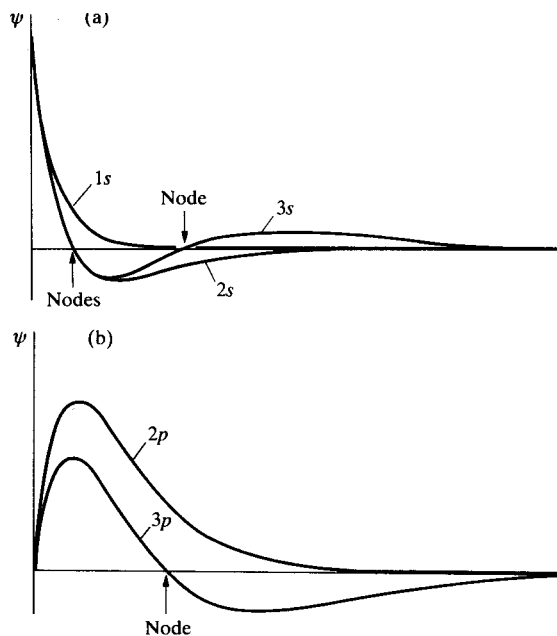 ψ (a)
1s
Node
3s
Nodes
2s
ψ (b)
2p
3p
Node